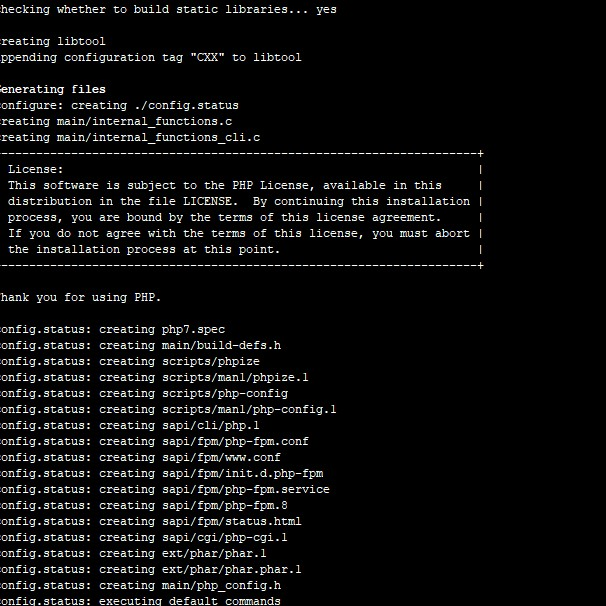 hecking whether to build static libraries... yes
reating libtool
ppending configuration tag "CXX" to libtool
Generating files
onfigure: creating ./config.status
reating main/internal_functions.c
reating main/internal_functions_cli.c
--------------------------------------------------------------------+
License: |
This software is subject to the PHP License, available in this |
distribution in the file LICENSE.  By continuing this installation |
process, you are bound by the terms of this license agreement. |
If you do not agree with the terms of this license, you must abort |
the installation process at this point. |
--------------------------------------------------------------------+
hank you for using PHP.
onfig.status: creating php7.spec
onfig.status: creating main/build-defs.h
onfig.status: creating scripts/phpize
onfig.status: creating scripts/man1/phpize.1
onfig.status: creating scripts/php-config
onfig.status: creating scripts/man1/php-config.1
onfig.status: creating sapi/cli/php.1
onfig.status: creating sapi/fpm/php-fpm.conf
onfig.status: creating sapi/fpm/www.conf
onfig.status: creating sapi/fpm/init.d.php-fpm
onfig.status: creating sapi/fpm/php-fpm.service
onfig.status: creating sapi/fpm/php-fpm.8
onfig.status: creating sapi/fpm/status.html
onfig.status: creating sapi/cgi/php-cgi.1
onfig.status: creating ext/phar/phar.1
onfig.status: creating ext/phar/phar.phar.1
onfig.status: creating main/php_config.h
onfig.status: executing default commands